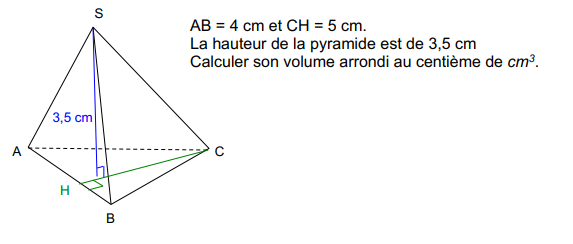 S
AB = 4 cm et CH = 5 cm.
La hauteur de la pyramide est de 3,5 cm
Calculer son volume arrondi au centième de cm³.
3,5 cm
A
C
H
B